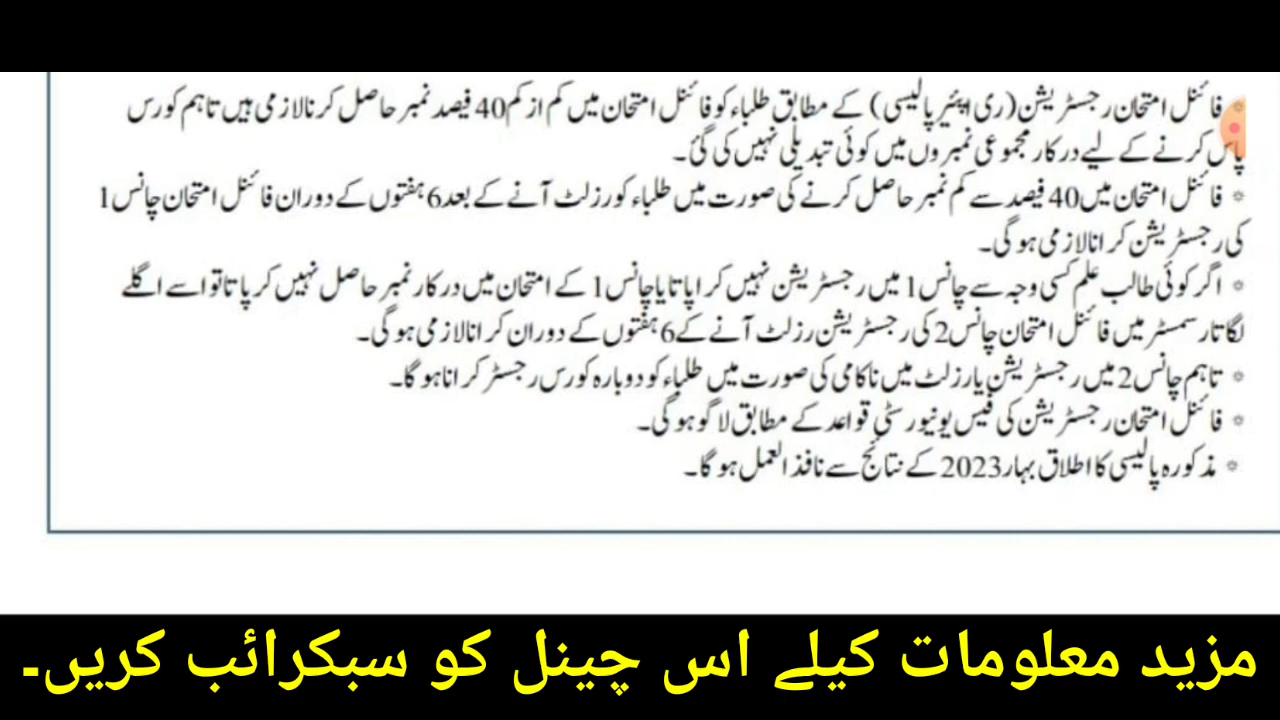 ۞ فائنل امتحان رجسٹریشن (ری اپیئر پالیسی) کے مطابق طلباء کو فائنل امتحان میں کم از کم 40 فیصد نمبر حاصل کرنا لازمی ہیں تاہم کورس
پاس کرنے کے لیے درکار مجموعی نمبروں میں کوئی تبدیلی نہیں کی گئ۔
۞ فائنل امتحان میں 40 فیصد سے کم نمبر حاصل کرنے کی صورت میں طلباء کو رزلٹ آنے کے بعد 6 ہفتوں کے دوران فائنل امتحان چانس 1
کی رجسٹریشن کرانا لازمی ہو گی۔
۞ اگر کوئی طالب علم کسی وجہ سے چانس 1 میں رجسٹریشن نہیں کرا پاتا یا چانس 1 کے امتحان میں درکار نمبر حاصل نہیں کر پاتا تو اسے اگلے
لگاتار سمسٹر میں فائنل امتحان چانس 2 کی رجسٹریشن رزلٹ آنے کے 6 ہفتوں کے دوران کرانا لازمی ہو گی۔
۞ تاہم چانس 2 میں رجسٹریشن یا رزلٹ میں ناکامی کی صورت میں طلباء کو دوبارہ کورس رجسٹر کرانا ہو گا۔
۞ فائنل امتحان رجسٹریشن کی فیس یونیورسٹی قواعد کے مطابق لاگو ہو گی۔
۞ مذکورہ پالیسی کا اطلاق بہار 2023 کے نتائج سے نافذ العمل ہو گا۔
مزید معلومات کیلے اس چینل کو سبکرائب کریں۔